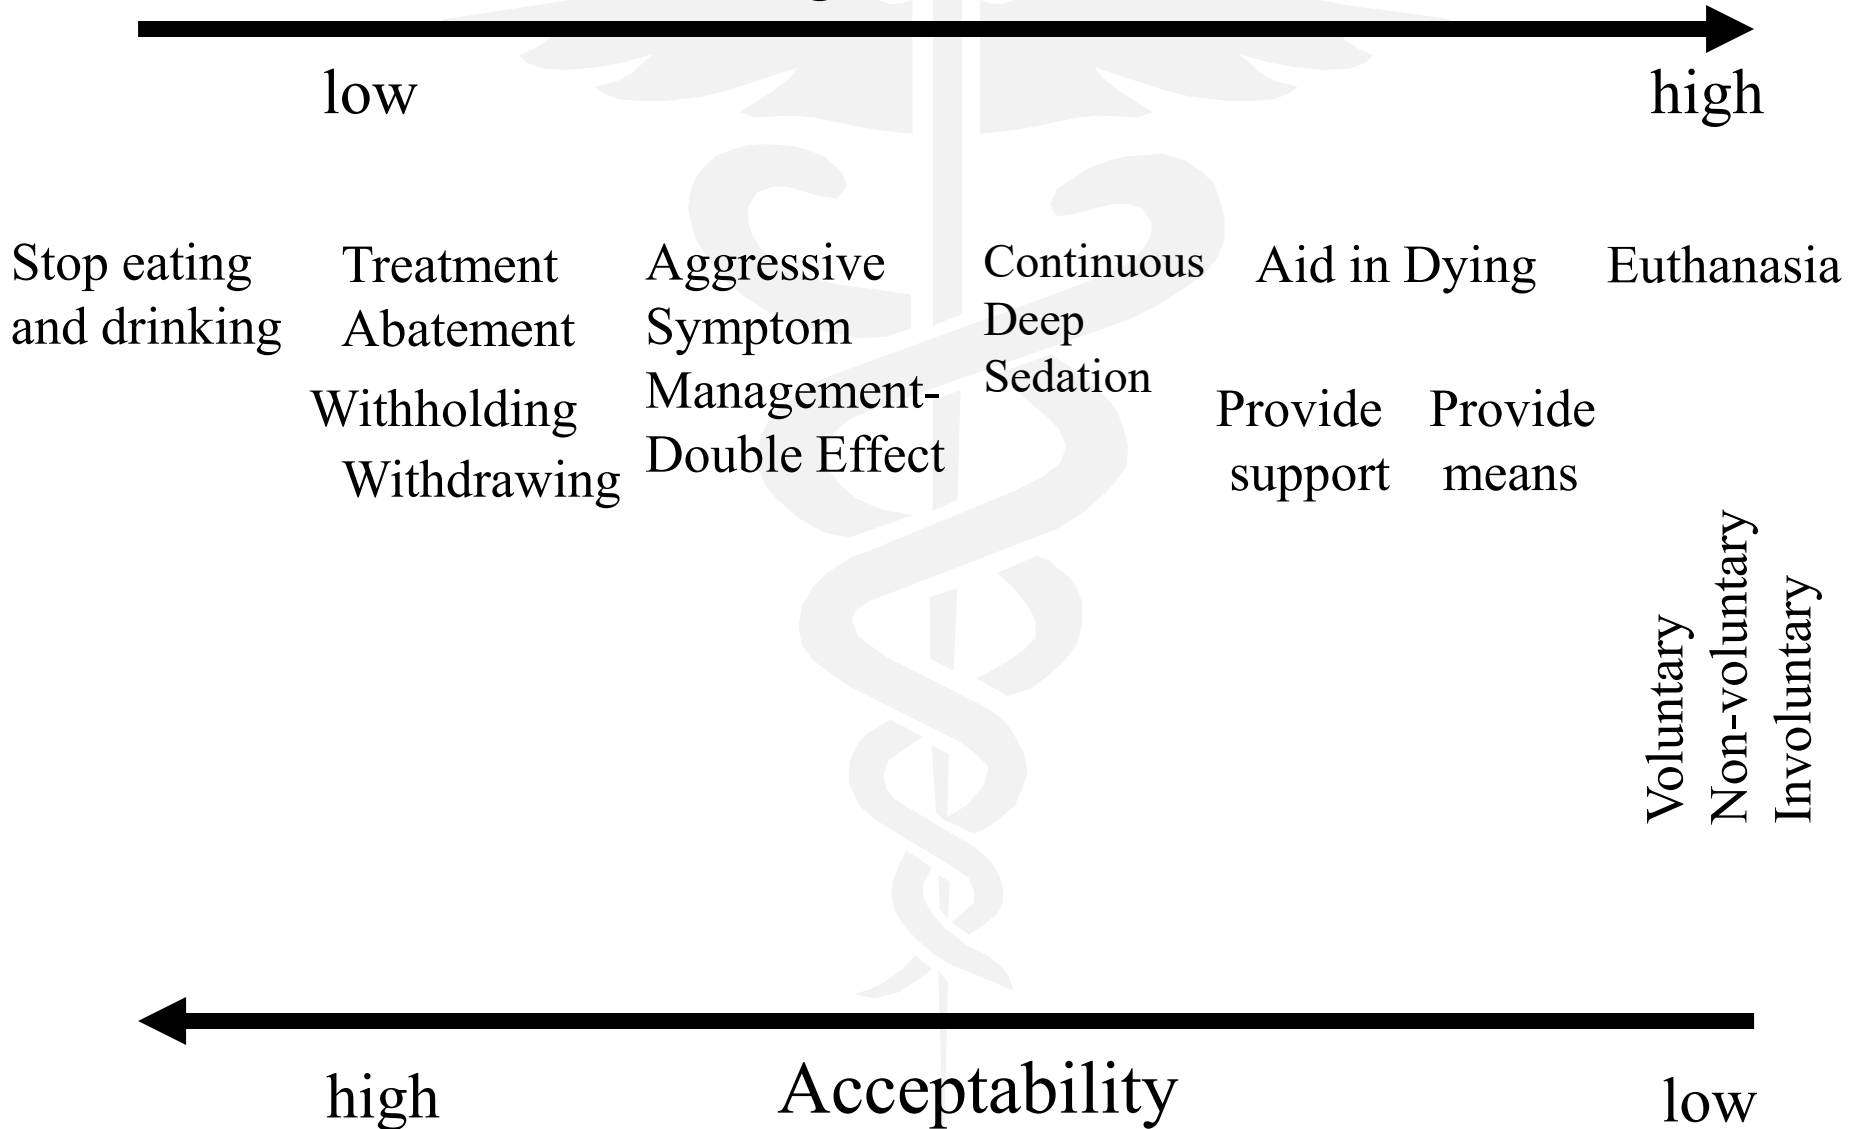 low
high
Stop eating
and drinking
Treatment
Abatement
Withholding
Withdrawing
Aggressive
Symptom
Management-
Double Effect
Continuous
Deep
Sedation
Aid in Dying
Provide
support
Provide
means
Euthanasia
Voluntary
Non-voluntary
Involuntary
high
Acceptability
low